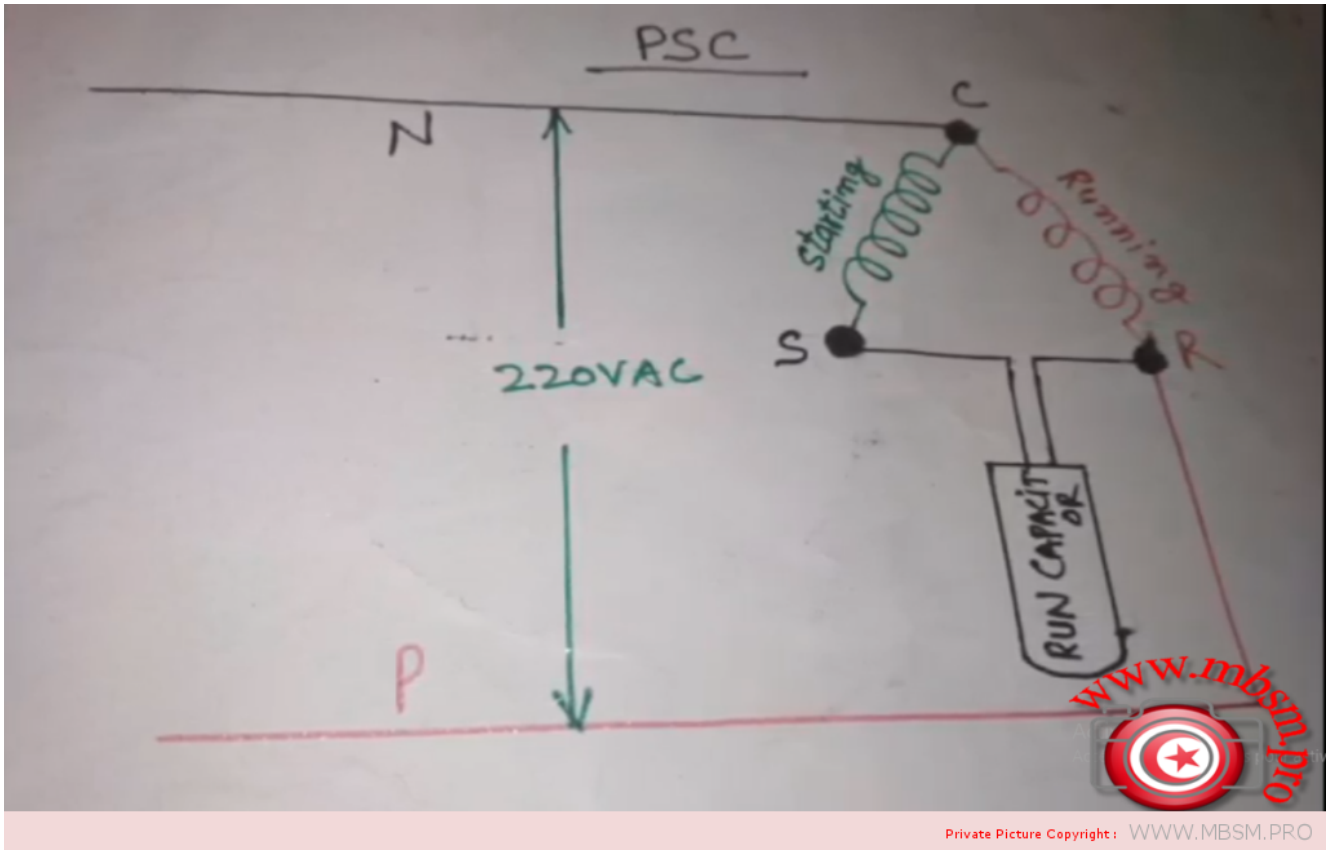 PSC
C
N
Starting
Running
S
R
220VAC
RUN CAPACIT
OR
P
www.mbsm.pro
Private Picture Copyright : WWW.MBSM.PRO